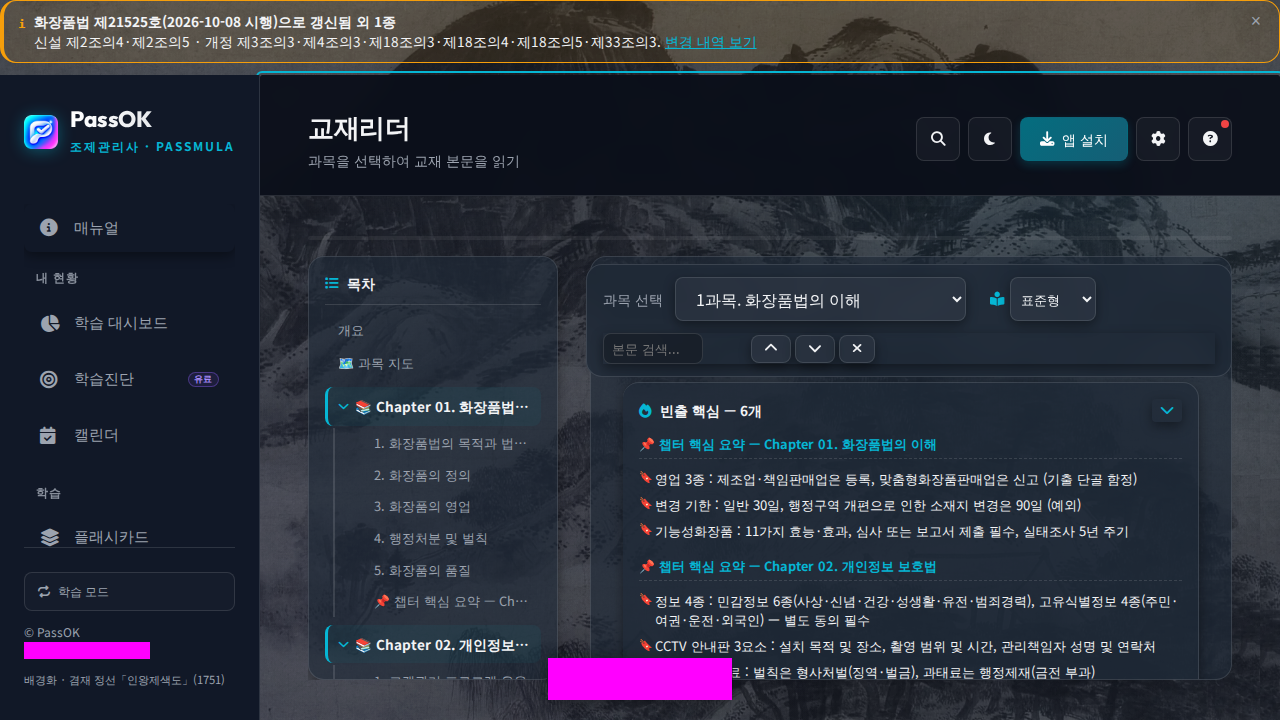 화장품법 제21525호(2026-10-08 시행)으로 갱신됨 외 1종
신설 제2조의4·제2조의5 · 개정 제3조의3·제4조의3·제18조의3·제18조의4·제18조의5·제33조의3. 변경 내역 보기
PassOK
조제관리사 · PASSMULA
매뉴얼
내 현황
학습 대시보드
학습진단 유료
캘린더
학습
플래시카드
학습 모드
© PassOK
배경화 · 겸재 정선「인왕제색도」(1751)
교재리더
과목을 선택하여 교재 본문을 읽기
앱 설치
목차
개요
🗺️ 과목 지도
📚 Chapter 01. 화장품법…
1. 화장품법의 목적과 법…
2. 화장품의 정의
3. 화장품의 영업
4. 행정처분 및 벌칙
5. 화장품의 품질
📌 챕터 핵심 요약 — Ch…
📚 Chapter 02. 개인정보…
과목 선택 1과목. 화장품법의 이해 표준형
본문 검색...
빈출 핵심 — 6개
📌 챕터 핵심 요약 — Chapter 01. 화장품법의 이해
🔖 영업 3종 : 제조업·책임판매업은 등록, 맞춤형화장품판매업은 신고 (기출 단골 함정)
🔖 변경 기한 : 일반 30일, 행정구역 개편으로 인한 소재지 변경은 90일 (예외)
🔖 기능성화장품 : 11가지 효능·효과, 심사 또는 보고서 제출 필수, 실태조사 5년 주기
📌 챕터 핵심 요약 — Chapter 02. 개인정보 보호법
🔖 정보 4종 : 민감정보 6종(사상·신념·건강·성생활·유전·범죄경력), 고유식별정보 4종(주민·
여권·운전·외국인) — 별도 동의 필수
🔖 CCTV 안내판 3요소 : 설치 목적 및 장소, 촬영 범위 및 시간, 관리책임자 성명 및 연락처
료 : 벌칙은 형사처벌(징역·벌금), 과태료는 행정제재(금전 부과)